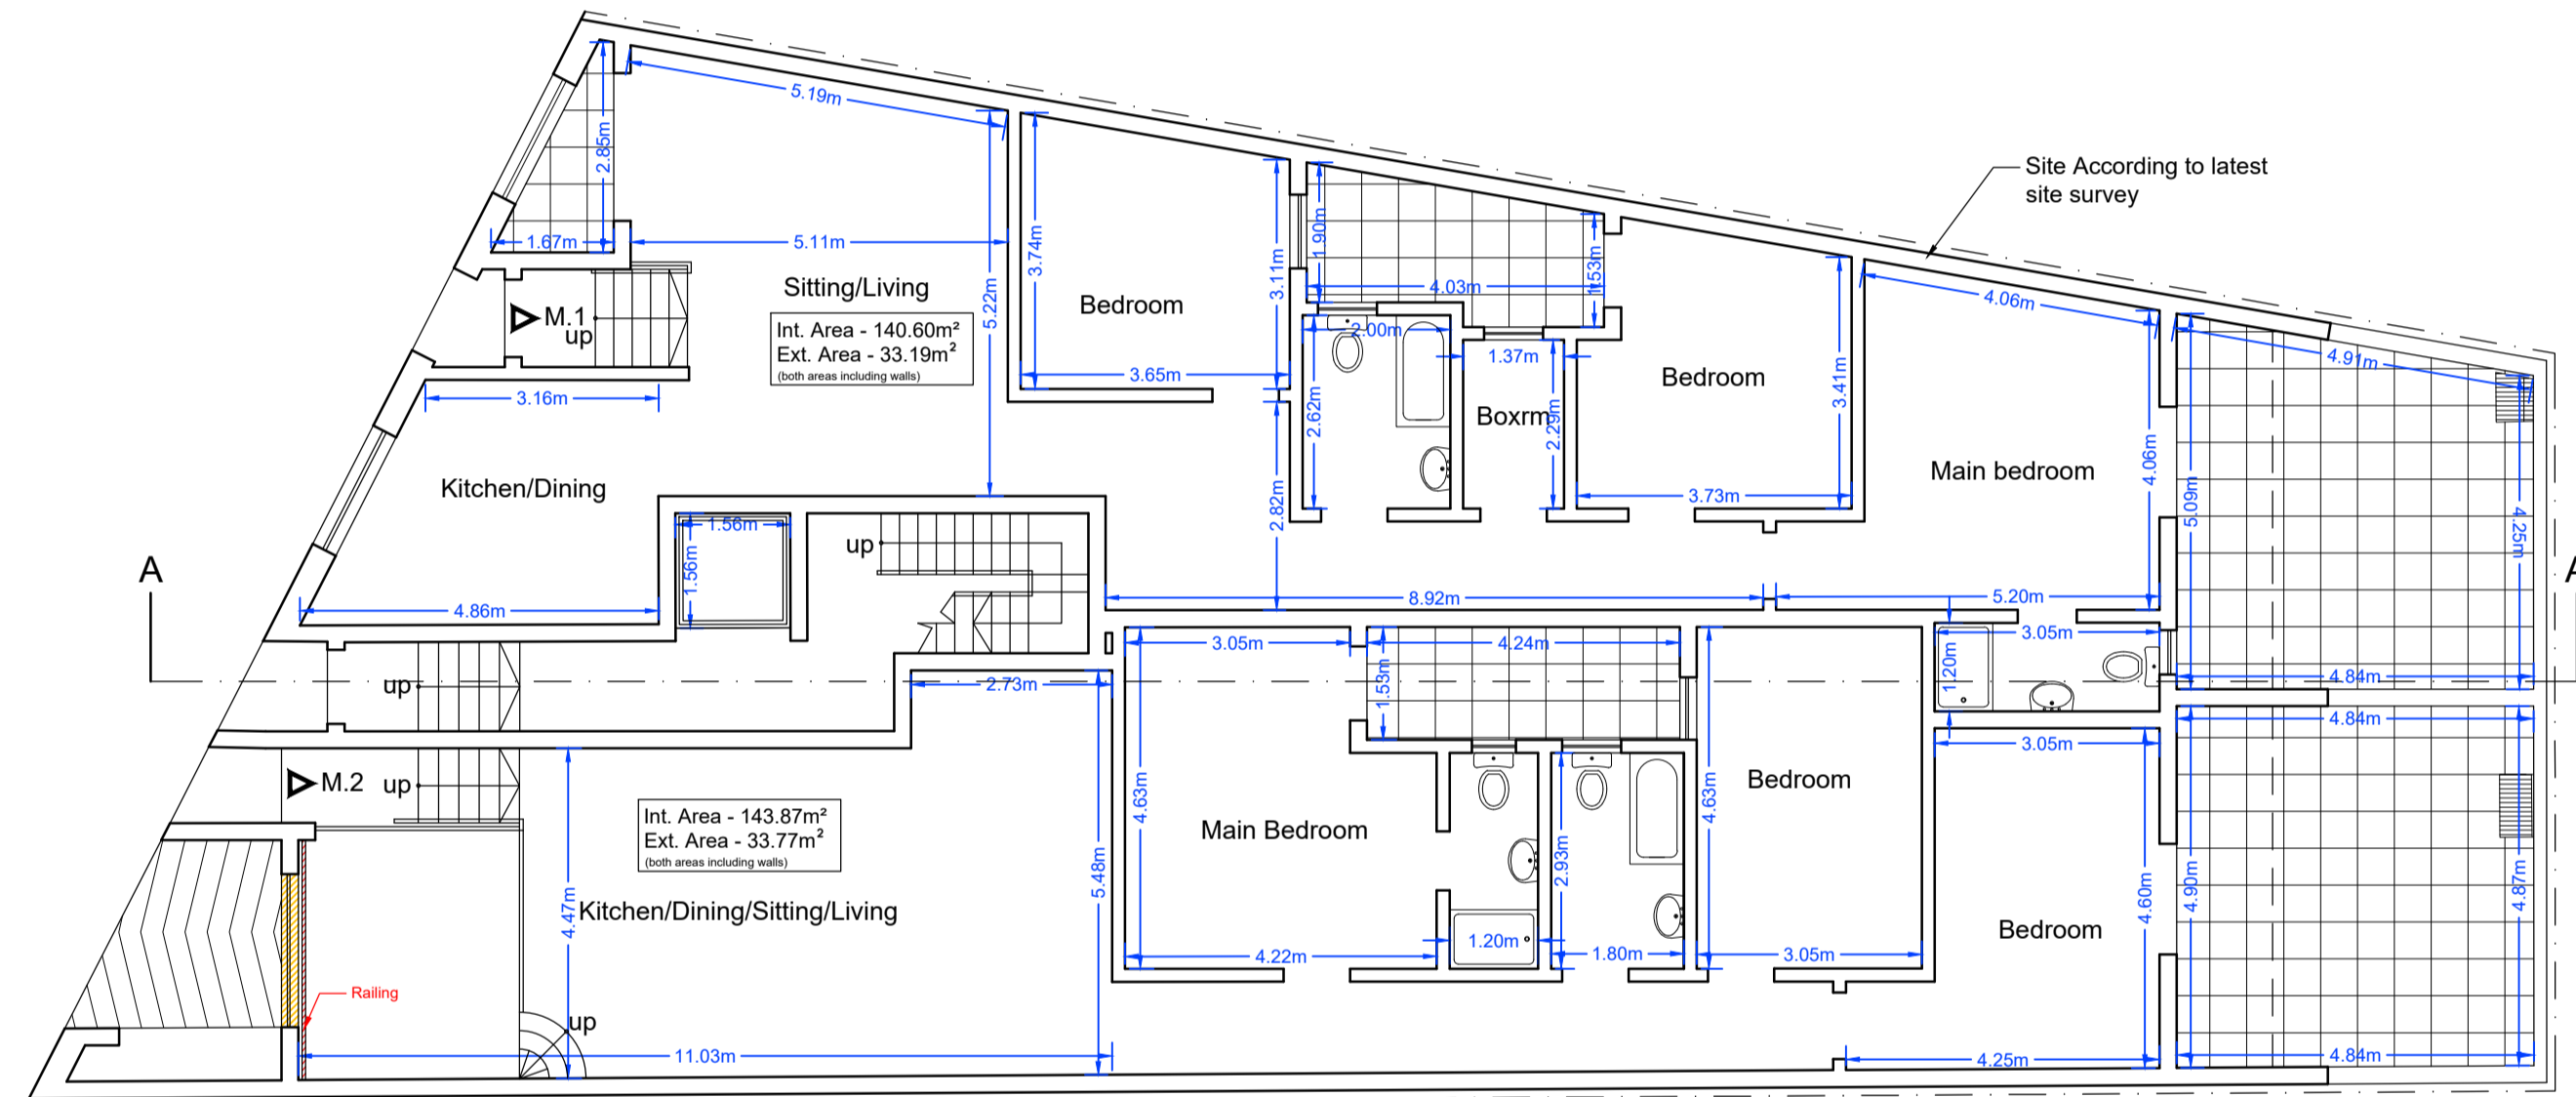 5.19m
2.85m
Site According to latest
site survey
1.67m
5.11m
5.22m
3.74m
3.11m
1.90m
1.53m
4.03m
4.06m
4.91m
Sitting/Living
Bedroom
M.1
up
Int. Area - 140.60m²
Ext. Area - 33.19m²
(both areas including walls)
2.00m
1.37m
3.65m
Bedroom
3.41m
3.16m
2.62m
Boxrm
2.29m
Main bedroom
4.06m
5.09m
4.25m
Kitchen/Dining
3.73m
1.56m
1.56m
up
2.82m
A
4.86m
8.92m
5.20m
3.05m
4.24m
3.05m
1.20m
up
2.73m
1.53m
4.84m
4.84m
3.05m
M.2
up
Int. Area - 143.87m²
Ext. Area - 33.77m²
(both areas including walls)
4.63m
Main Bedroom
4.63m
Bedroom
2.93m
5.48m
4.47m
Kitchen/Dining/Sitting/Living
4.60m
4.90m
4.87m
Bedroom
1.20m
4.22m
1.80m
3.05m
Railing
up
11.03m
4.25m
4.84m